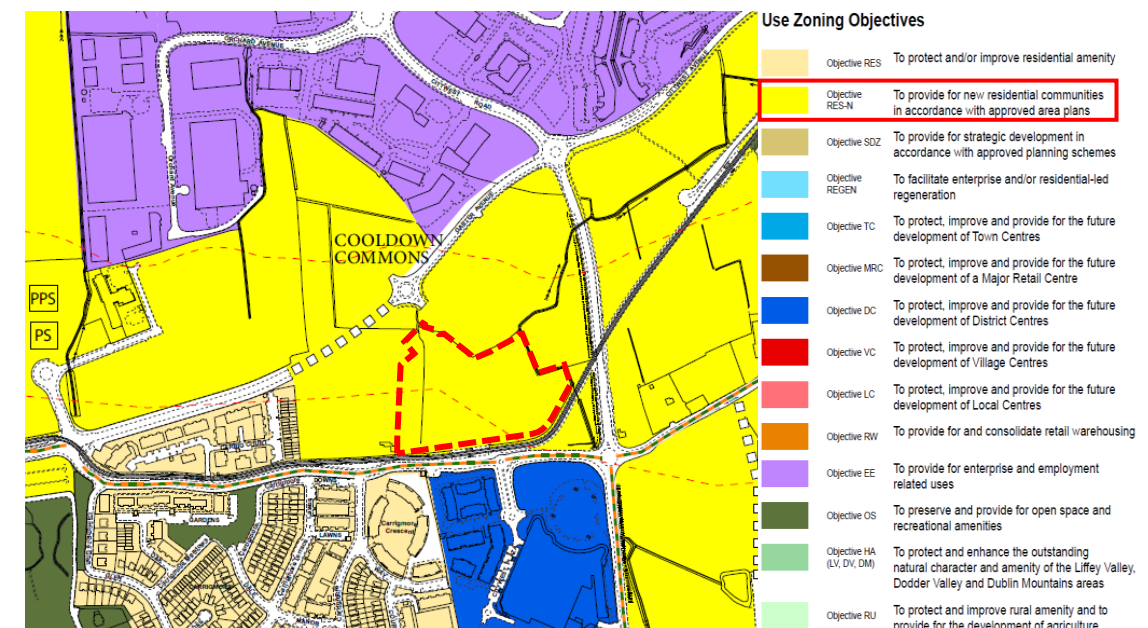 Use Zoning Objectives
Objective RES
To protect and/or improve residential amenity
Objective
RES-N
To provide for new residential communities
in accordance with approved area plans
Objective SDZ
To provide for strategic development in
accordance with approved planning schemes
Objective
REGEN
To facilitate enterprise and/or residential-led
regeneration
Objective TC
To protect, improve and provide for the future
development of Town Centres
Objective MRC
To protect, improve and provide for the future
development of a Major Retail Centre
Objective DC
To protect, improve and provide for the future
development of District Centres
Objective VC
To protect, improve and provide for the future
development of Village Centres
Objective LC
To protect, improve and provide for the future
development of Local Centres
Objective RW
To provide for and consolidate retail warehousing
Objective EE
To provide for enterprise and employment
related uses
Objective OS
To preserve and provide for open space and
recreational amenities
Objective HA
(LV, DV, DM)
To protect and enhance the outstanding
natural character and amenity of the Liffey Valley,
Dodder Valley and Dublin Mountains areas
Objective RU
To protect and improve rural amenity and to
provide for the development of agriculture
ORCHARD AVENUE
CITYWEST ROAD
COOLDOWN
COMMONS
PPS
PS
GARDENS
DOWNS
LAWNS
Carrigmore
Crescent
MANOR